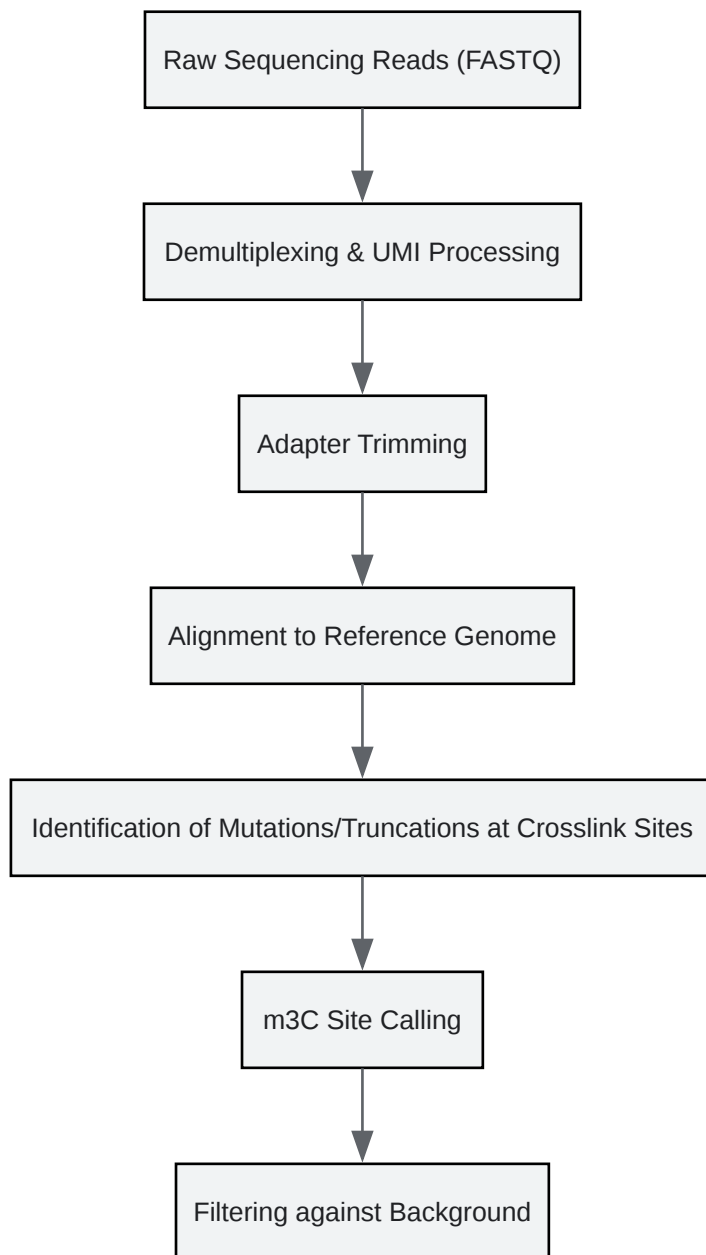 Raw Sequencing Reads (FASTQ)
Demultiplexing & UMI Processing
Adapter Trimming
Alignment to Reference Genome
Identification of Mutations/Truncations at Crosslink Sites
m3C Site Calling
Filtering against Background